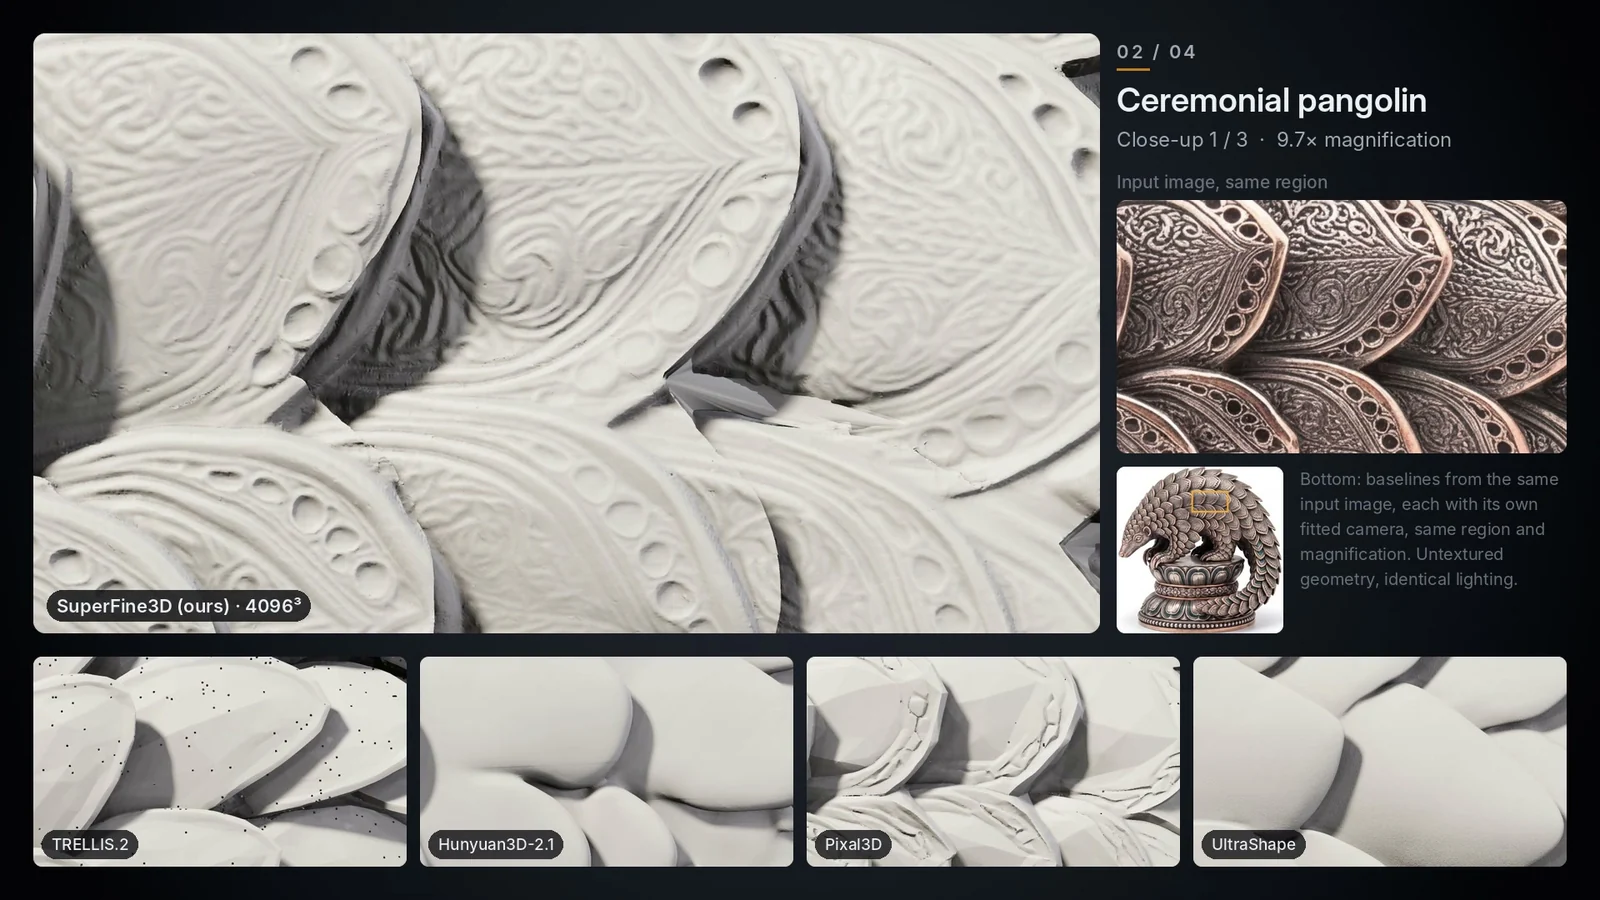 02 / 04
Ceremonial pangolin
Close-up 1 / 3 · 9.7× magnification
Input image, same region
SuperFine3D (ours) · 4096³
Bottom: baselines from the same
input image, each with its own
fitted camera, same region and
magnification. Untextured
geometry, identical lighting.
TRELLIS.2
Hunyuan3D-2.1
Pixal3D
UltraShape